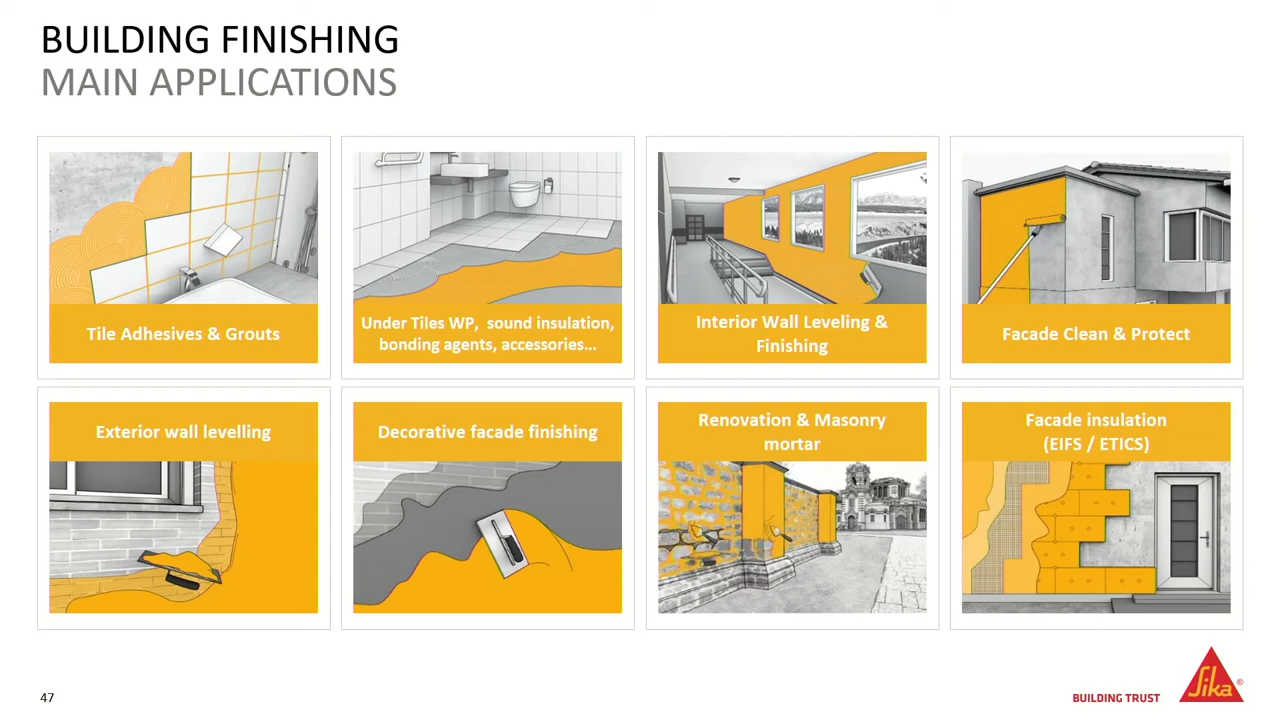 BUILDING FINISHING
MAIN APPLICATIONS
Tile Adhesives & Grouts
Under Tiles WP, sound insulation,
bonding agents, accessories...
Interior Wall Leveling &
Finishing
Facade Clean & Protect
Exterior wall levelling
Decorative facade finishing
Renovation & Masonry
mortar
Facade insulation
(EIFS / ETICS)
47
BUILDING TRUST
Sika®